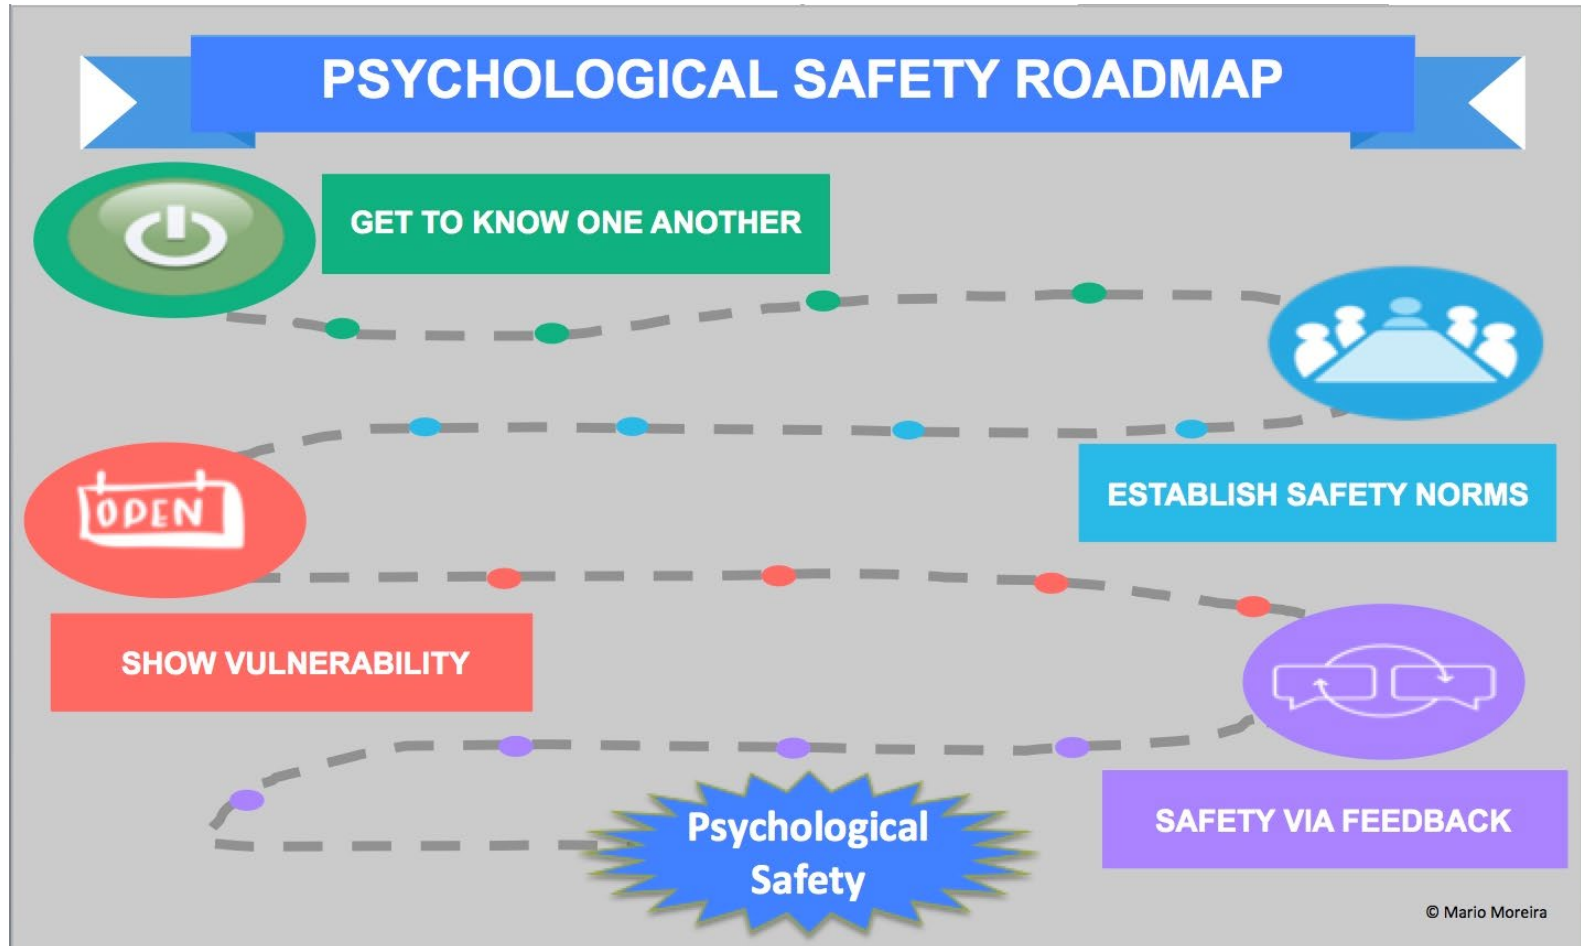 PSYCHOLOGICAL SAFETY ROADMAP
GET TO KNOW ONE ANOTHER
ESTABLISH SAFETY NORMS
OPEN
SHOW VULNERABILITY
SAFETY VIA FEEDBACK
Psychological
Safety
© Mario Moreira